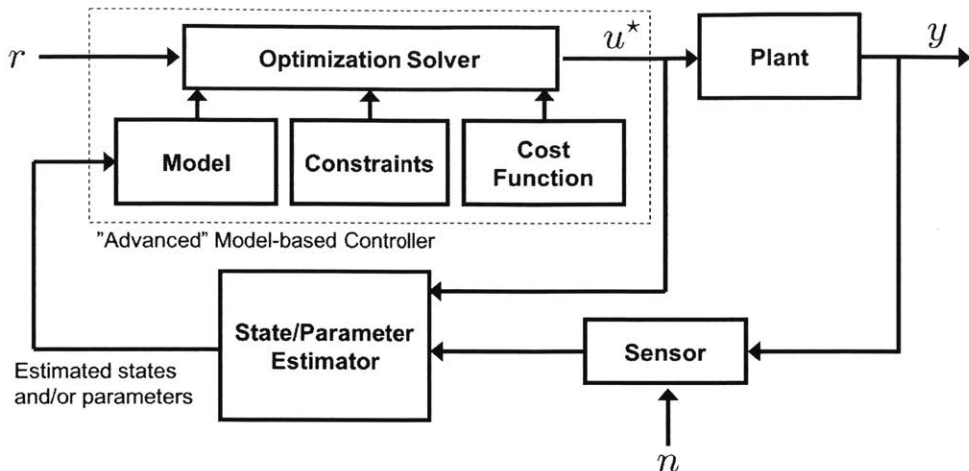 r
Optimization Solver
u*
Plant
y
Model
Constraints
Cost
Function
"Advanced" Model-based Controller
State/Parameter
Estimator
Sensor
Estimated states
and/or parameters
n